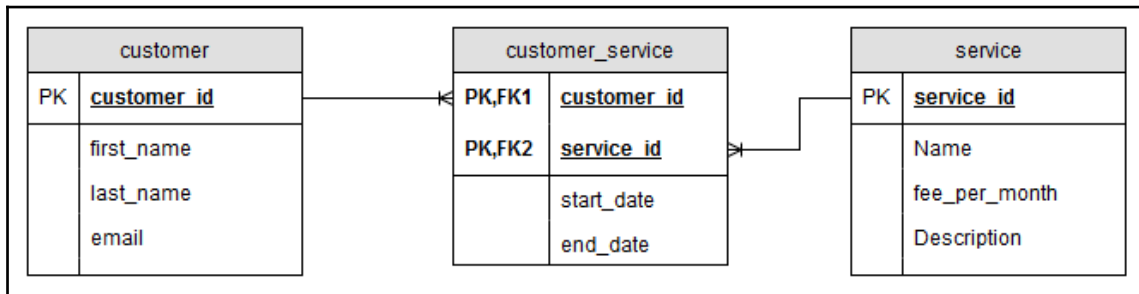 customer
PK customer_id
first_name
last_name
email
customer_service
PK,FK1 customer_id
PK,FK2 service_id
start_date
end_date
service
PK service_id
Name
fee_per_month
Description